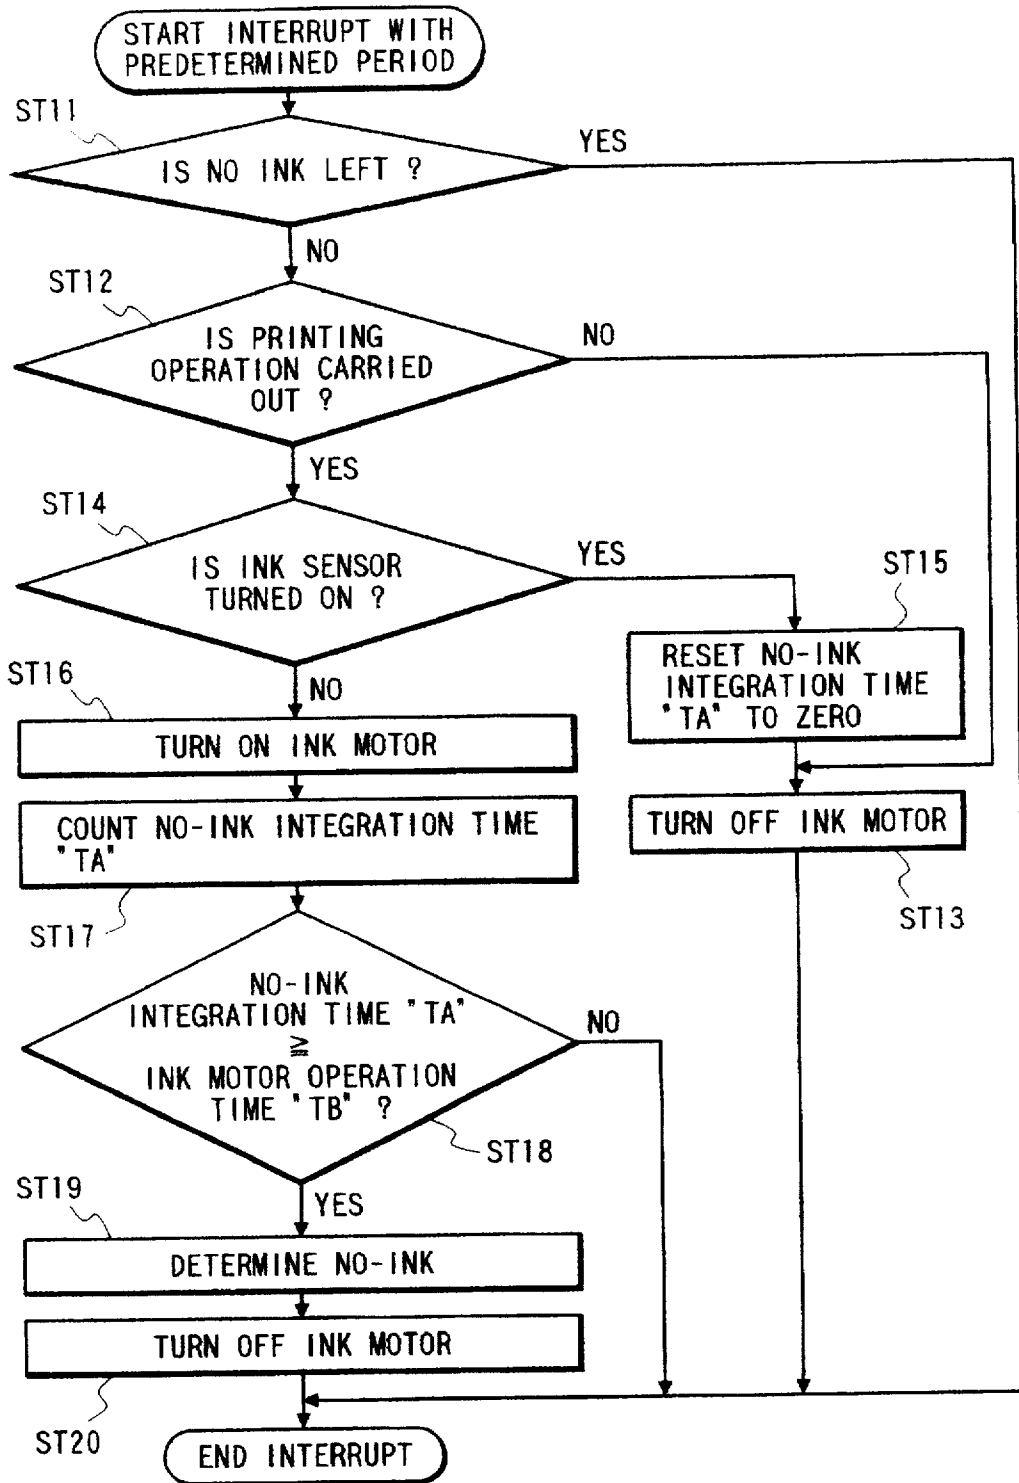 START INTERRUPT WITH
PREDETERMINED PERIOD
ST11
IS NO INK LEFT ?
YES
NO
ST12
IS PRINTING
OPERATION CARRIED
OUT ?
NO
YES
ST14
IS INK SENSOR
TURNED ON ?
YES
ST15
RESET NO-INK
INTEGRATION TIME
"TA" TO ZERO
NO
ST16
TURN ON INK MOTOR
COUNT NO-INK INTEGRATION TIME
"TA"
TURN OFF INK MOTOR
ST13
ST17
NO-INK
INTEGRATION TIME "TA"
≧
INK MOTOR OPERATION
TIME "TB" ?
NO
ST18
YES
ST19
DETERMINE NO-INK
TURN OFF INK MOTOR
ST20
END INTERRUPT